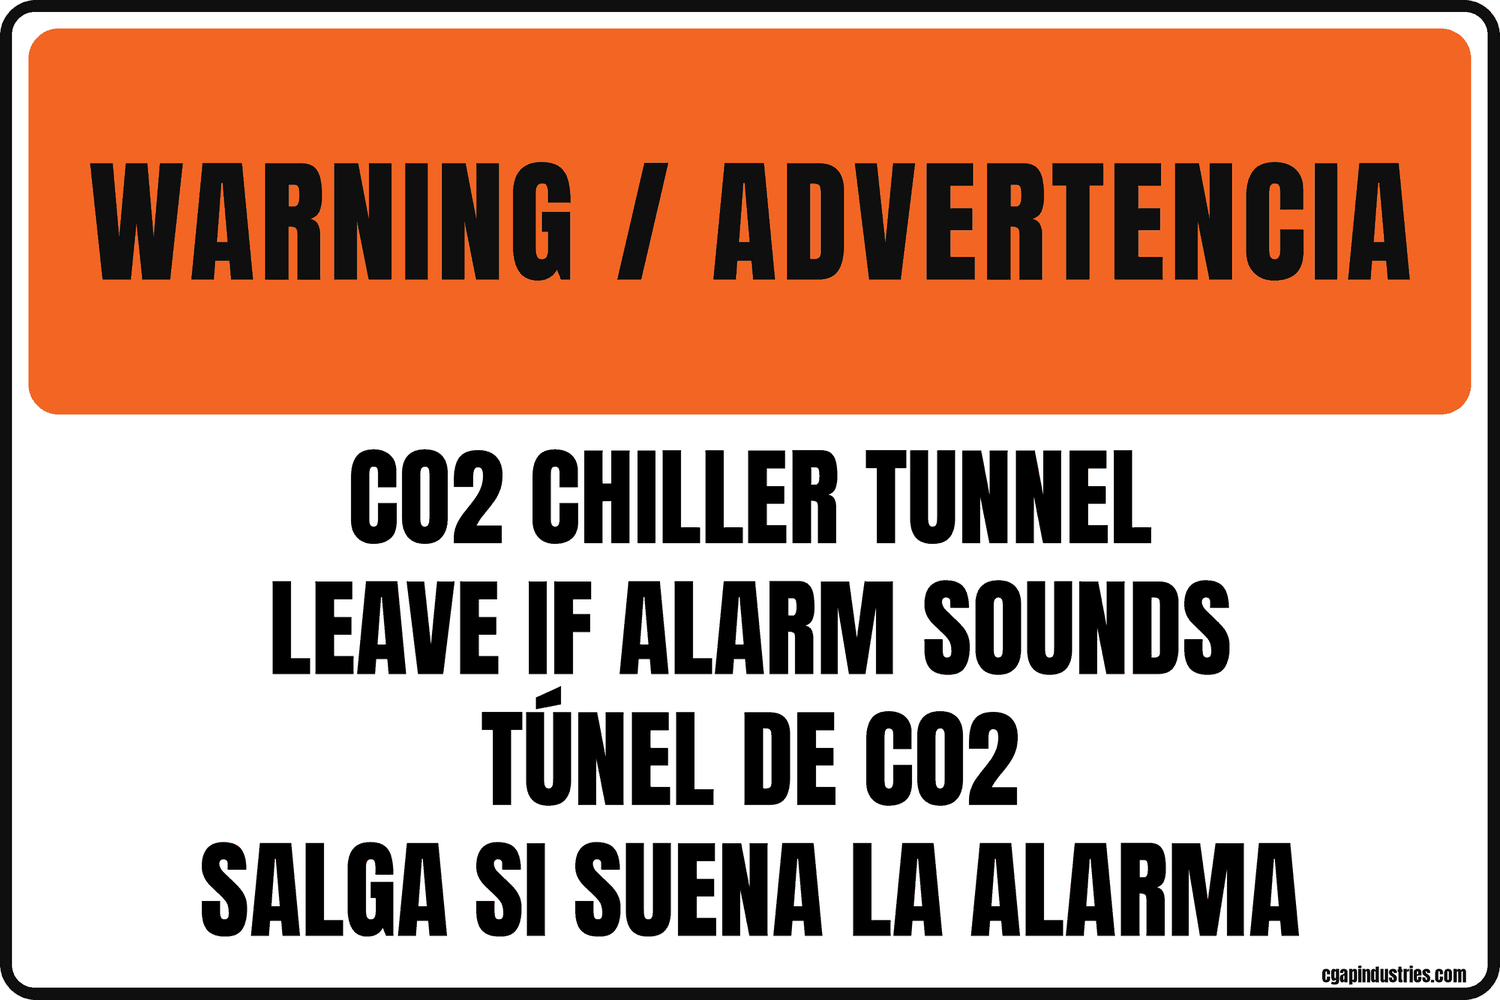 WARNING / ADVERTENCIA
CO2 CHILLER TUNNEL
LEAVE IF ALARM SOUNDS
TÚNEL DE CO2
SALGA SI SUENA LA ALARMA
cgapindustries.com